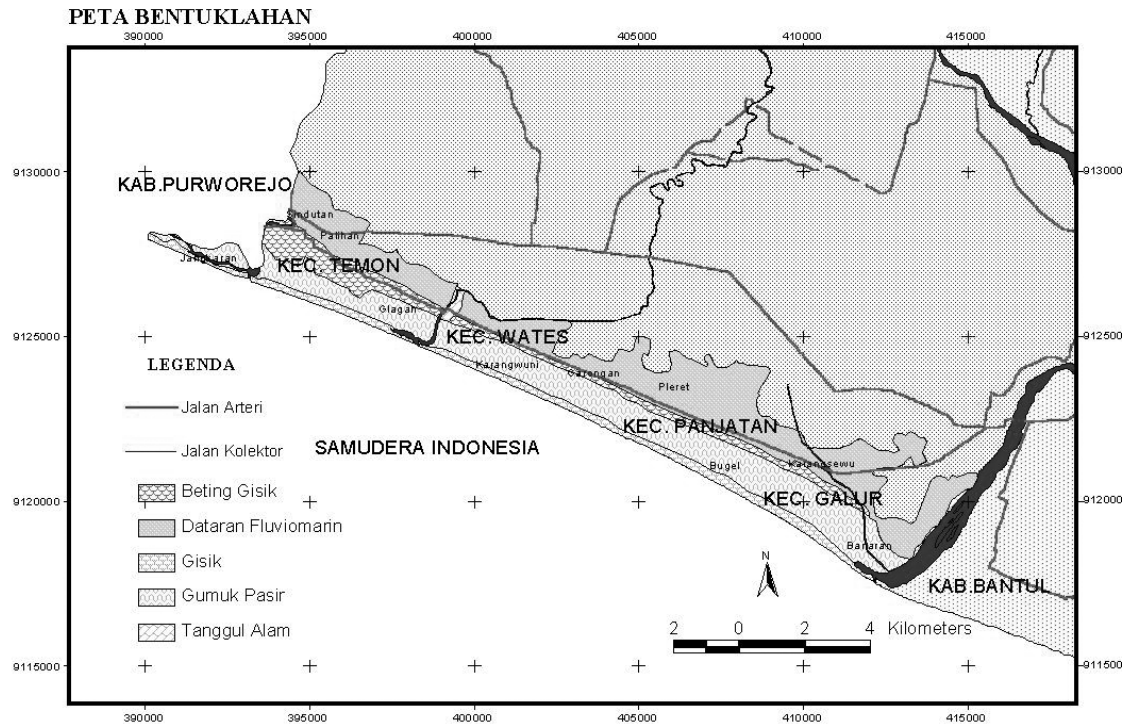 PETA BENTUKLAHAN
390000 395000 400000 405000 410000 415000
9130000 913000
KAB.PURWOREJO
Sindutan
Palihan
Jangkaran
KEC. TEMON
Glagah
9125000 912500
KEC. WATES
Karangwuni
Garongan
Pleret
KEC. PANJATAN
Bugel
Karangsewu
KEC. GALUR
Banaran
KAB.BANTUL
SAMUDERA INDONESIA
LEGENDA
Jalan Arteri
Jalan Kolektor
Beting Gisik
Dataran Fluviomarin
Gisik
Gumuk Pasir
Tanggul Alam
9120000 912000
N
2 0 2 4 Kilometers
9115000 911500
390000 395000 400000 405000 410000 415000